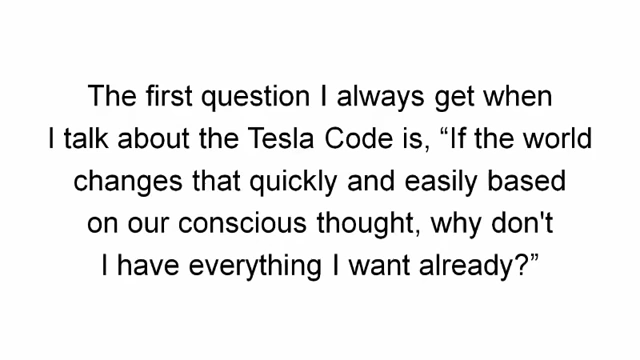 The first question I always get when
I talk about the Tesla Code is, “If the world
changes that quickly and easily based
on our conscious thought, why don't
I have everything I want already?”